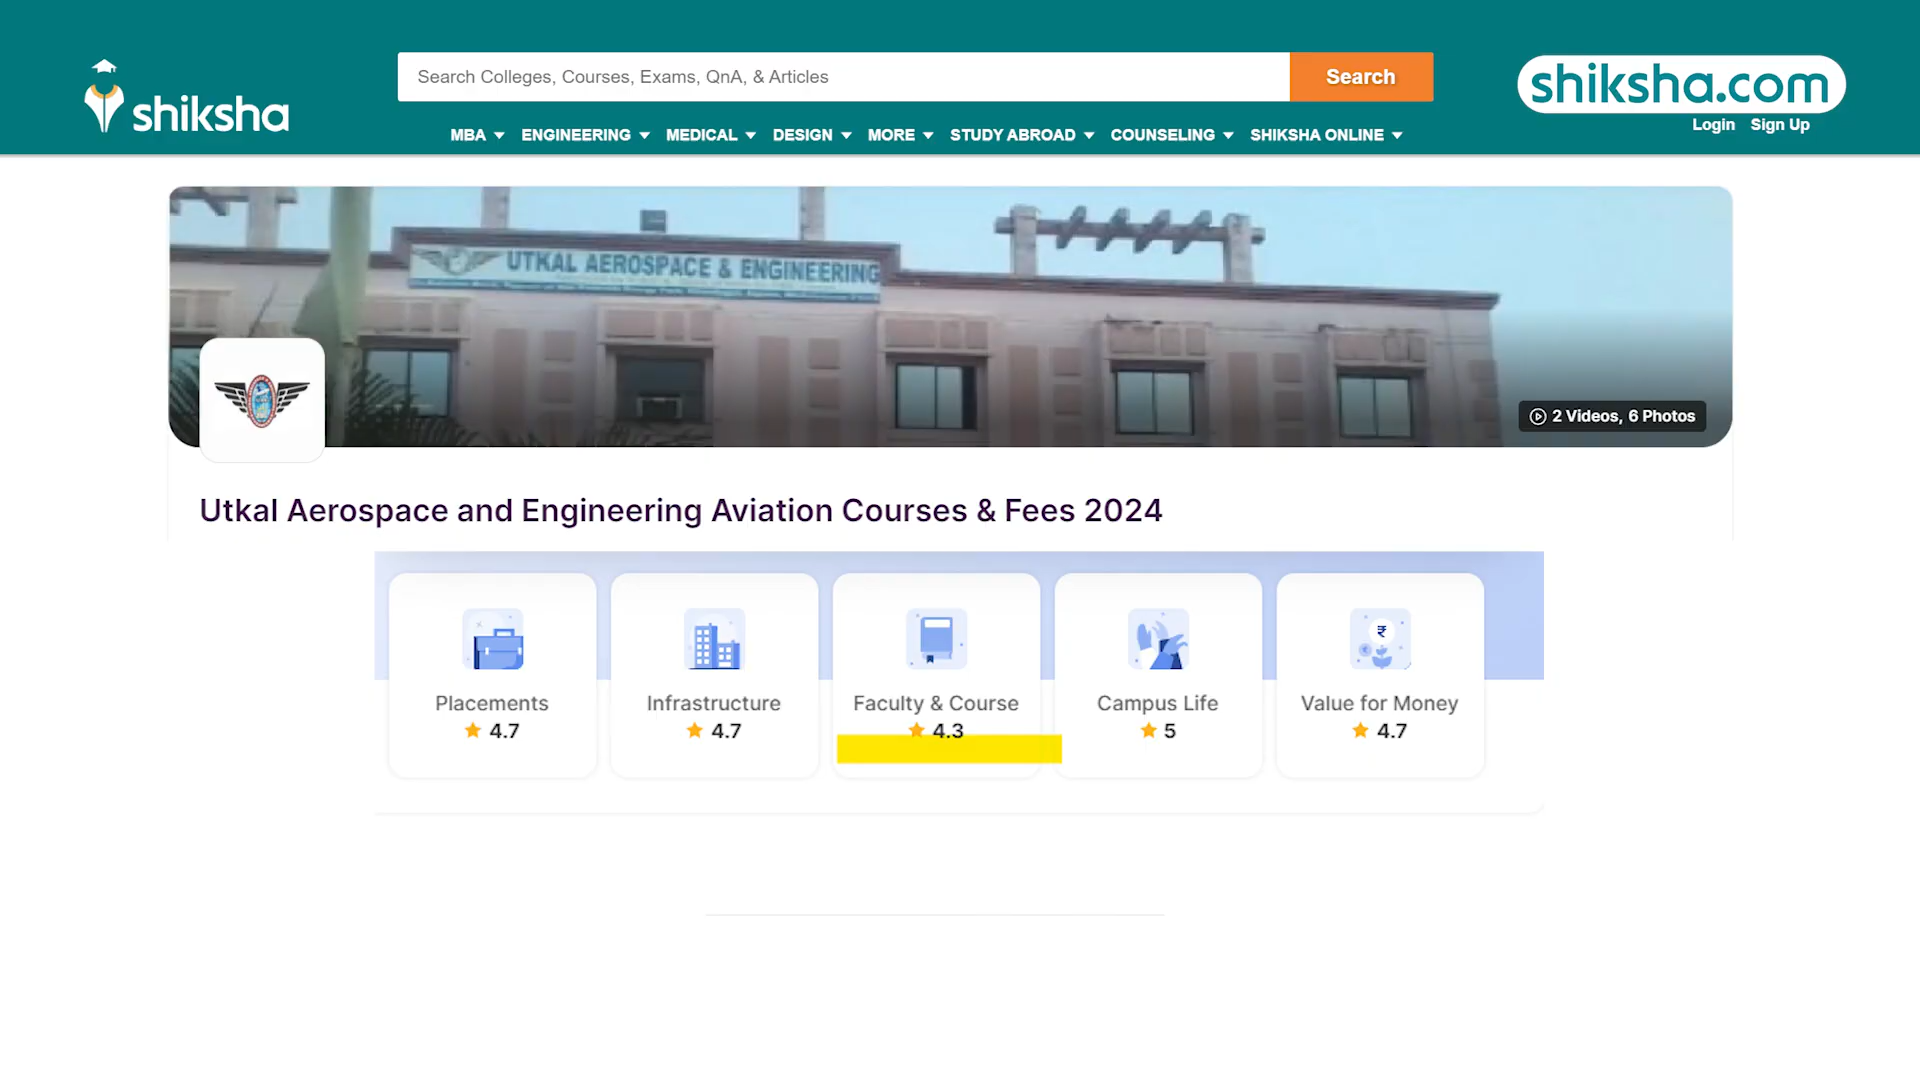 shiksha
Search Colleges, Courses, Exams, QnA, & Articles
Search
shiksha.com
Login Sign Up
MBA ENGINEERING MEDICAL DESIGN MORE STUDY ABROAD COUNSELING SHIKSHA ONLINE
UTKAL AEROSPACE & ENGINEERING
2 Videos, 6 Photos
Utkal Aerospace and Engineering Aviation Courses & Fees 2024
Placements
4.7
Infrastructure
4.7
Faculty & Course
4.3
Campus Life
5
Value for Money
4.7